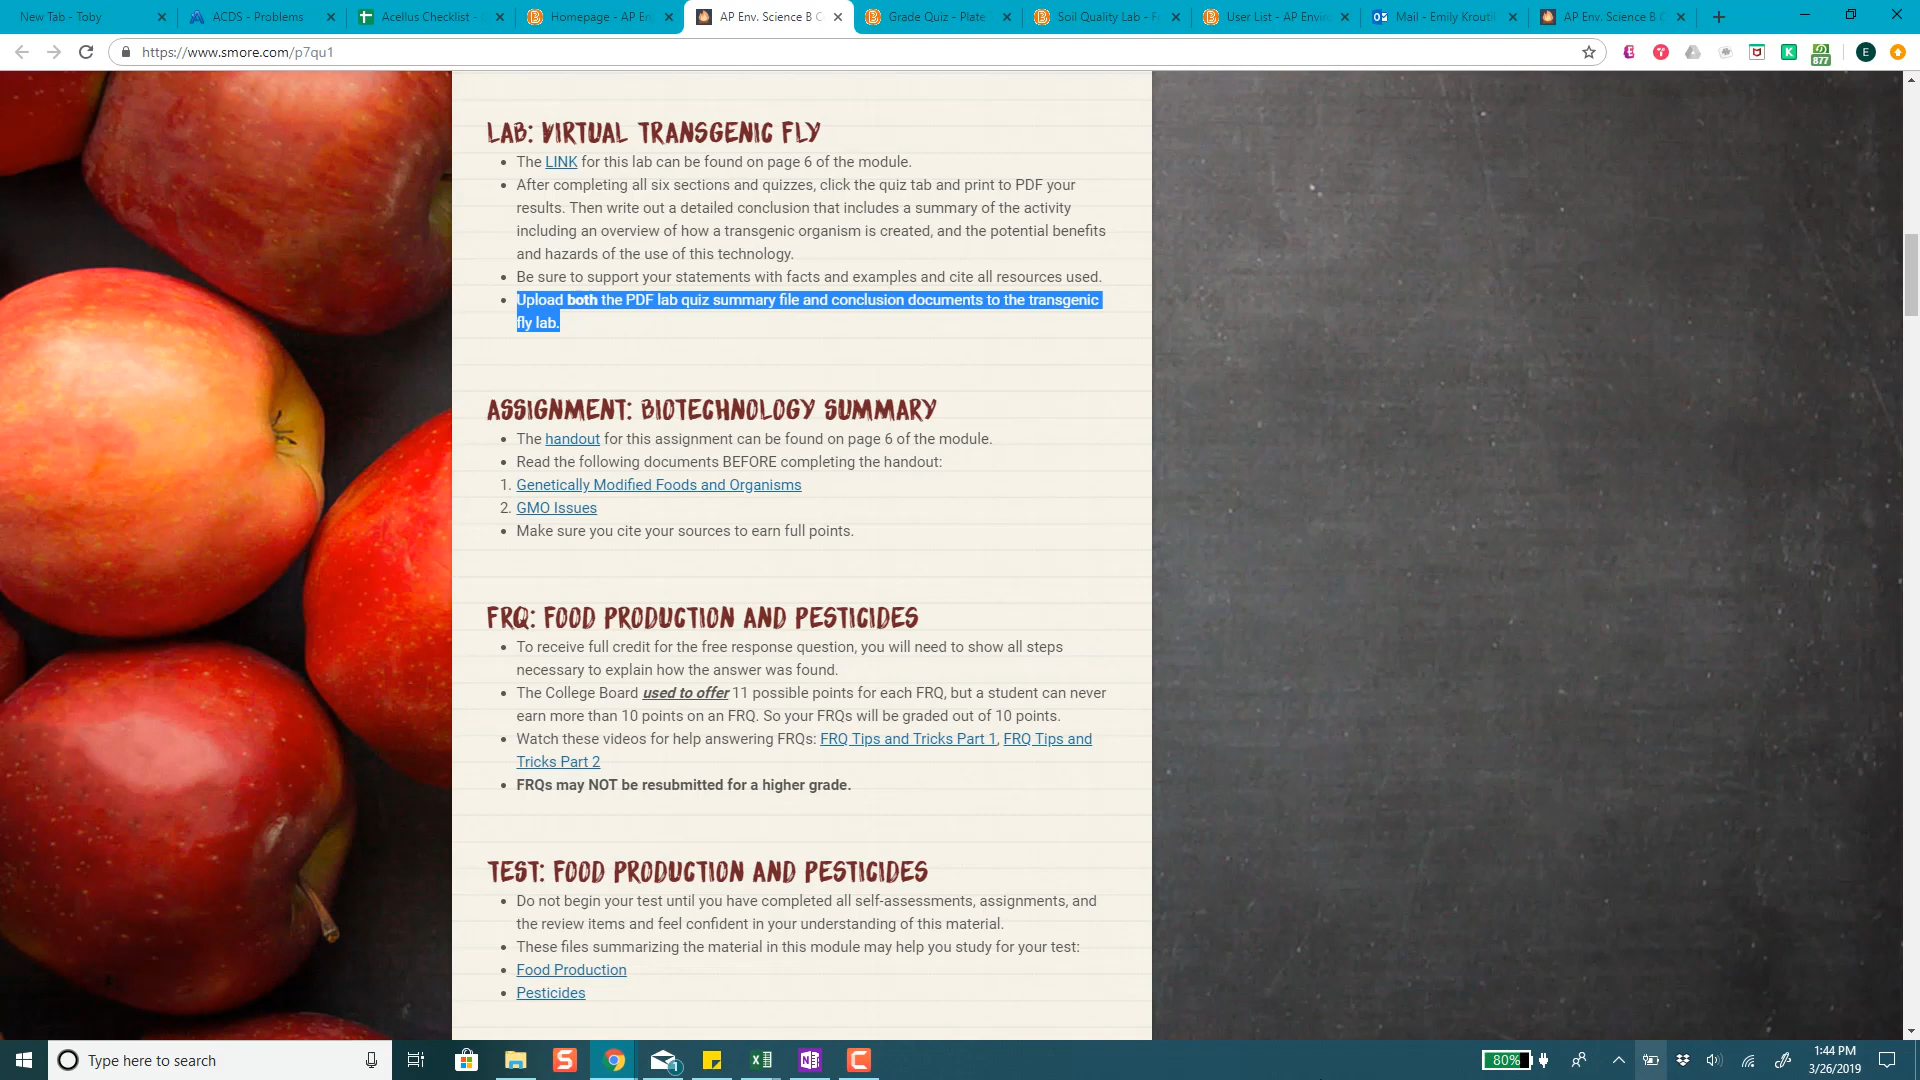 New Tab - Toby
ACDS - Problems
Acellus Checklist -
Homepage - AP En
AP Env. Science B C
Grade Quiz - Plate
Soil Quality Lab - F
User List - AP Envir
Mail - Emily Krouti
AP Env. Science B C
https://www.smore.com/p7qu1
877
E
LAB: VIRTUAL TRANSGENIC FLY
• The LINK for this lab can be found on page 6 of the module.
• After completing all six sections and quizzes, click the quiz tab and print to PDF your
results. Then write out a detailed conclusion that includes a summary of the activity
including an overview of how a transgenic organism is created, and the potential benefits
and hazards of the use of this technology.
• Be sure to support your statements with facts and examples and cite all resources used.
• Upload both the PDF lab quiz summary file and conclusion documents to the transgenic
fly lab.
ASSIGNMENT: BIOTECHNOLOGY SUMMARY
• The handout for this assignment can be found on page 6 of the module.
• Read the following documents BEFORE completing the handout:
1. Genetically Modified Foods and Organisms
2. GMO Issues
• Make sure you cite your sources to earn full points.
FRQ: FOOD PRODUCTION AND PESTICIDES
• To receive full credit for the free response question, you will need to show all steps
necessary to explain how the answer was found.
• The College Board used to offer 11 possible points for each FRQ, but a student can never
earn more than 10 points on an FRQ. So your FRQs will be graded out of 10 points.
• Watch these videos for help answering FRQs: FRQ Tips and Tricks Part 1, FRQ Tips and
Tricks Part 2
• FRQs may NOT be resubmitted for a higher grade.
TEST: FOOD PRODUCTION AND PESTICIDES
• Do not begin your test until you have completed all self-assessments, assignments, and
the review items and feel confident in your understanding of this material.
• These files summarizing the material in this module may help you study for your test:
• Food Production
• Pesticides
Type here to search
80%
1:44 PM
3/26/2019